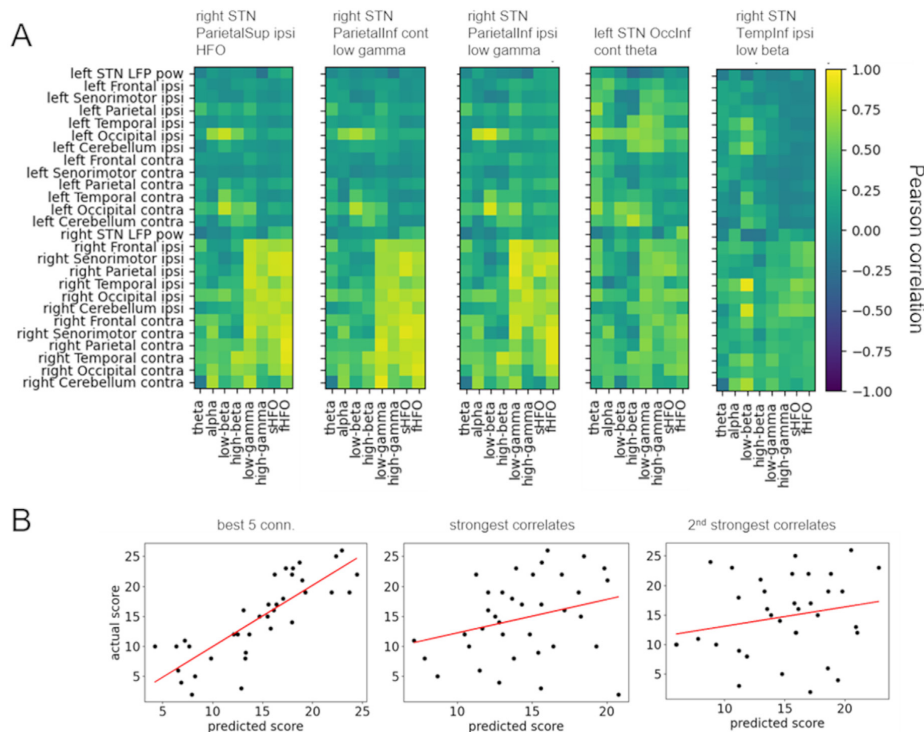 A
right STN
ParietalSup ipsi
HFO
right STN
ParietalInf cont
low gamma
right STN
ParietalInf ipsi
low gamma
left STN OccInf
cont theta
right STN
TempInf ipsi
low beta
left STN LFP pow
left Frontal ipsi
left Senorimotor ipsi
left Parietal ipsi
left Temporal ipsi
left Occipital ipsi
left Cerebellum ipsi
left Frontal contra
left Senorimotor contra
left Parietal contra
left Temporal contra
left Occipital contra
left Cerebellum contra
right STN LFP pow
right Frontal ipsi
right Senorimotor ipsi
right Parietal ipsi
right Temporal ipsi
right Occipital ipsi
right Cerebellum ipsi
right Frontal contra
right Senorimotor contra
right Parietal contra
right Temporal contra
right Occipital contra
right Cerebellum contra
theta
alpha
low-beta
high-beta
low-gamma
high-gamma
sHFO
fHFO
theta
alpha
low-beta
high-beta
low-gamma
high-gamma
sHFO
fHFO
theta
alpha
low-beta
high-beta
low-gamma
high-gamma
sHFO
fHFO
theta
alpha
low-beta
high-beta
low-gamma
high-gamma
sHFO
fHFO
theta
alpha
low-beta
high-beta
low-gamma
high-gamma
sHFO
fHFO
1.00
0.75
0.50
0.25
0.00
−0.25
−0.50
−0.75
−1.00
Pearson correlation
B
best 5 conn.
actual score
25
20
15
10
5
5 10 15 20 25
predicted score
strongest correlates
25
20
15
10
5
10 15 20
predicted score
2nd strongest correlates
25
20
15
10
5
10 15 20
predicted score